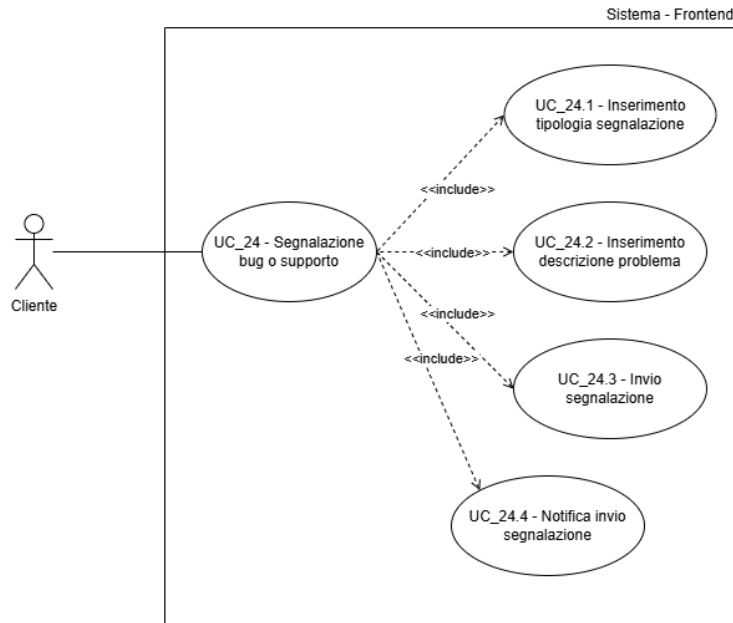 Sistema - Frontend
UC_24.1 - Inserimento
tipologia segnalazione
<<include>>
UC_24 - Segnalazione
bug o supporto
<<include>>
UC_24.2 - Inserimento
descrizione problema
Cliente
<<include>>
<<include>>
UC_24.3 - Invio
segnalazione
UC_24.4 - Notifica invio
segnalazione